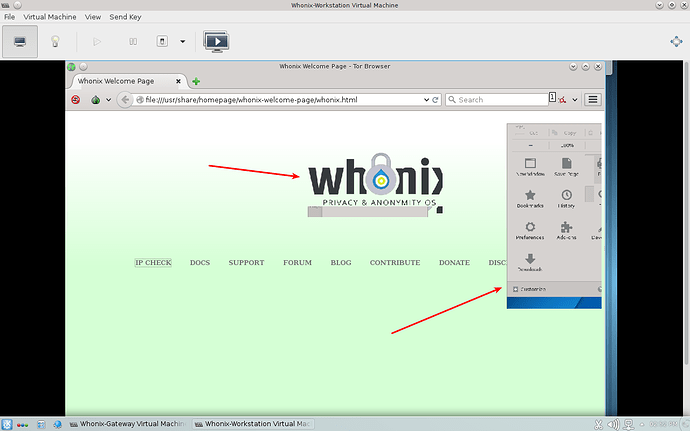 Whonix-Workstation Virtual Machine
File Virtual Machine View Send Key
Whonix Welcome Page - Tor Browser
Whonix Welcome Page
file:///usr/share/homepage/whonix-welcome-page/whonix.html
Search
1
Cut Copy
100%
whonix
New Window Save Page
PRIVACY & ANONYMITY OS
Bookmarks History
Preferences Add-ons
IP CHECK DOCS SUPPORT FORUM BLOG CONTRIBUTE DONATE DISC
Downloads
Customize
Whonix-Gateway Virtual Machin
Whonix-Workstation Virtual Mac